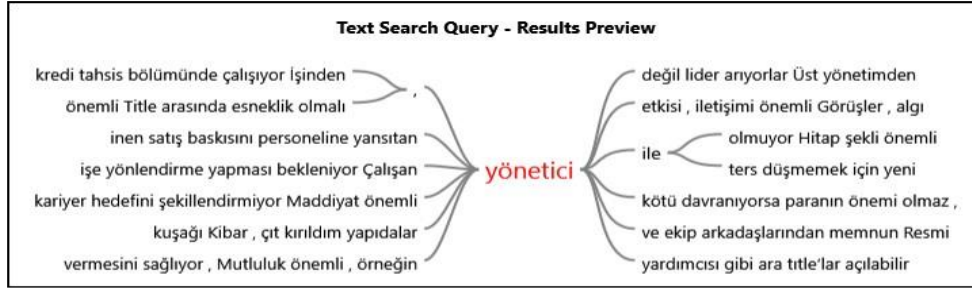 Text Search Query - Results Preview
kredi tahsis bölümünde çalışıyor İşinden
önemli Title arasında esneklik olmalı
,
inen satış baskısını personeline yansıtan
işe yönlendirme yapması bekleniyor Çalışan
kariyer hedefini şekillendirmiyor Maddiyat önemli
kuşağı Kibar , çıt kırıldım yapıdalar
vermesini sağlıyor , Mutluluk önemli , örneğin
yönetici
değil lider arıyorlar Üst yönetimden
etkisi , iletişimi önemli Görüşler , algı
ile
olmuyor Hitap şekli önemli
ters düşmemek için yeni
kötü davranıyorsa paranın önemi olmaz ,
ve ekip arkadaşlarından memnun Resmi
yardımcısı gibi ara tıtle'lar açılabilir